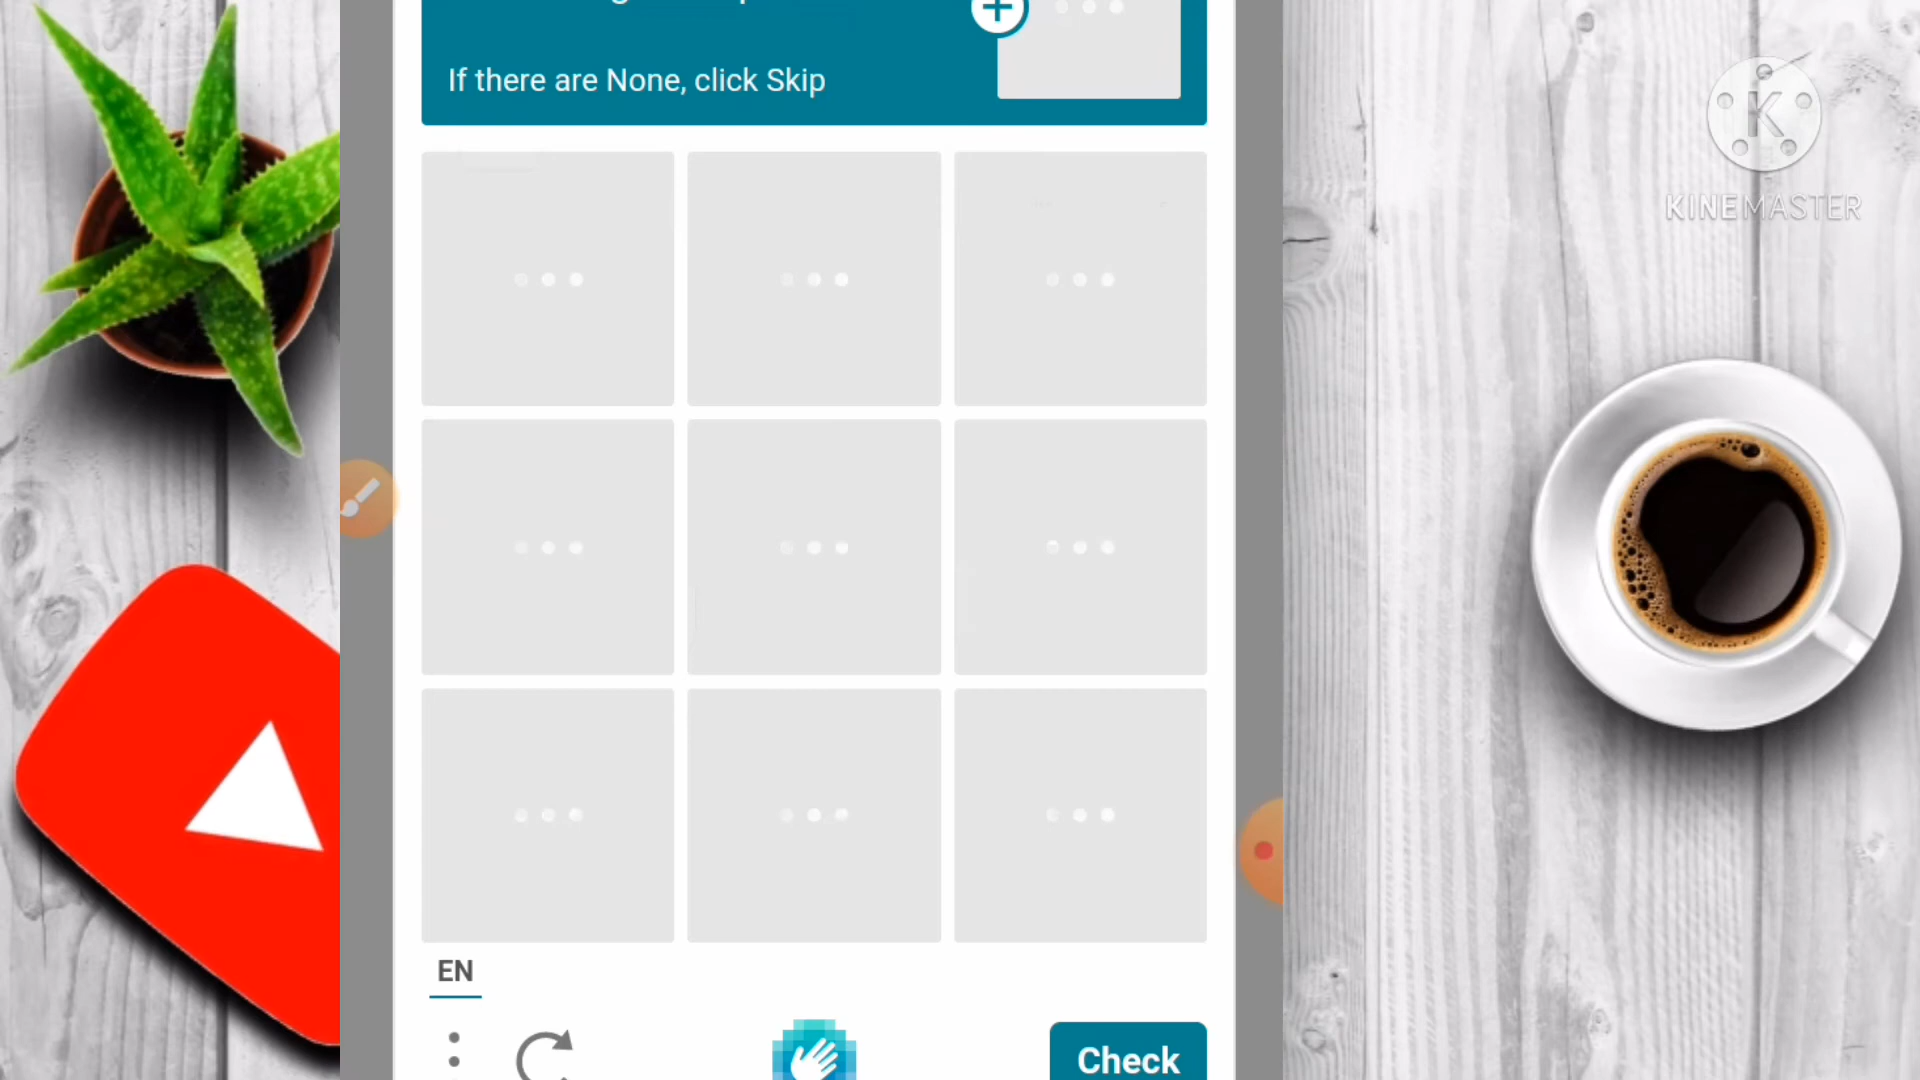 If there are None, click Skip
K
KINEMASTER
EN
Check